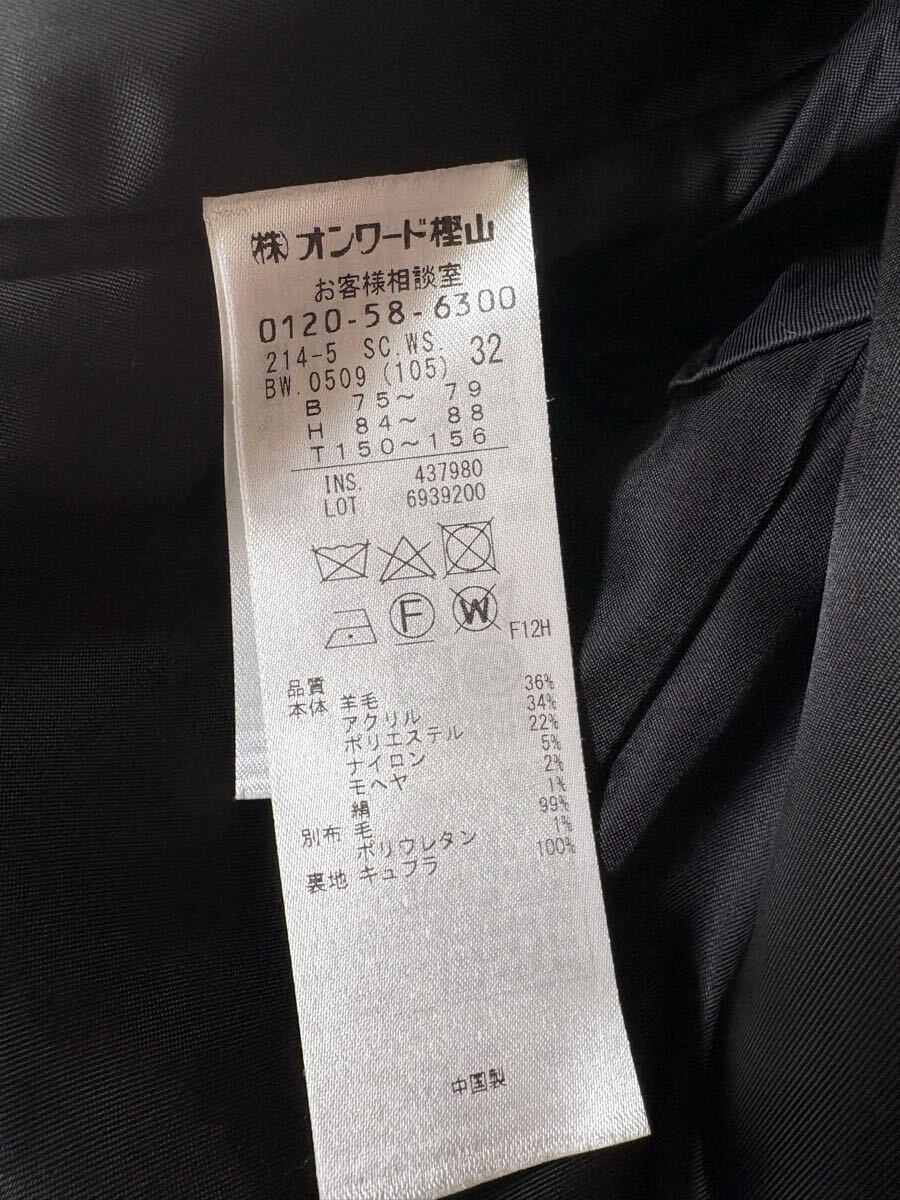 ㈱オンワード樫山
お客様相談室
0120-58-6300
214-5 SC.WS. 32
BW.0509 (105)
B 75～ 79
H 84～ 88
T150～156
INS. 437980
LOT 6939200
F
W
F12H
品質
本体 羊毛 36%
アクリル 34%
ポリエステル 22%
ナイロン 5%
モヘヤ 2%
絹 1%
別布 毛 99%
ポリウレタン 1%
裏地 キュプラ 100%
中国製